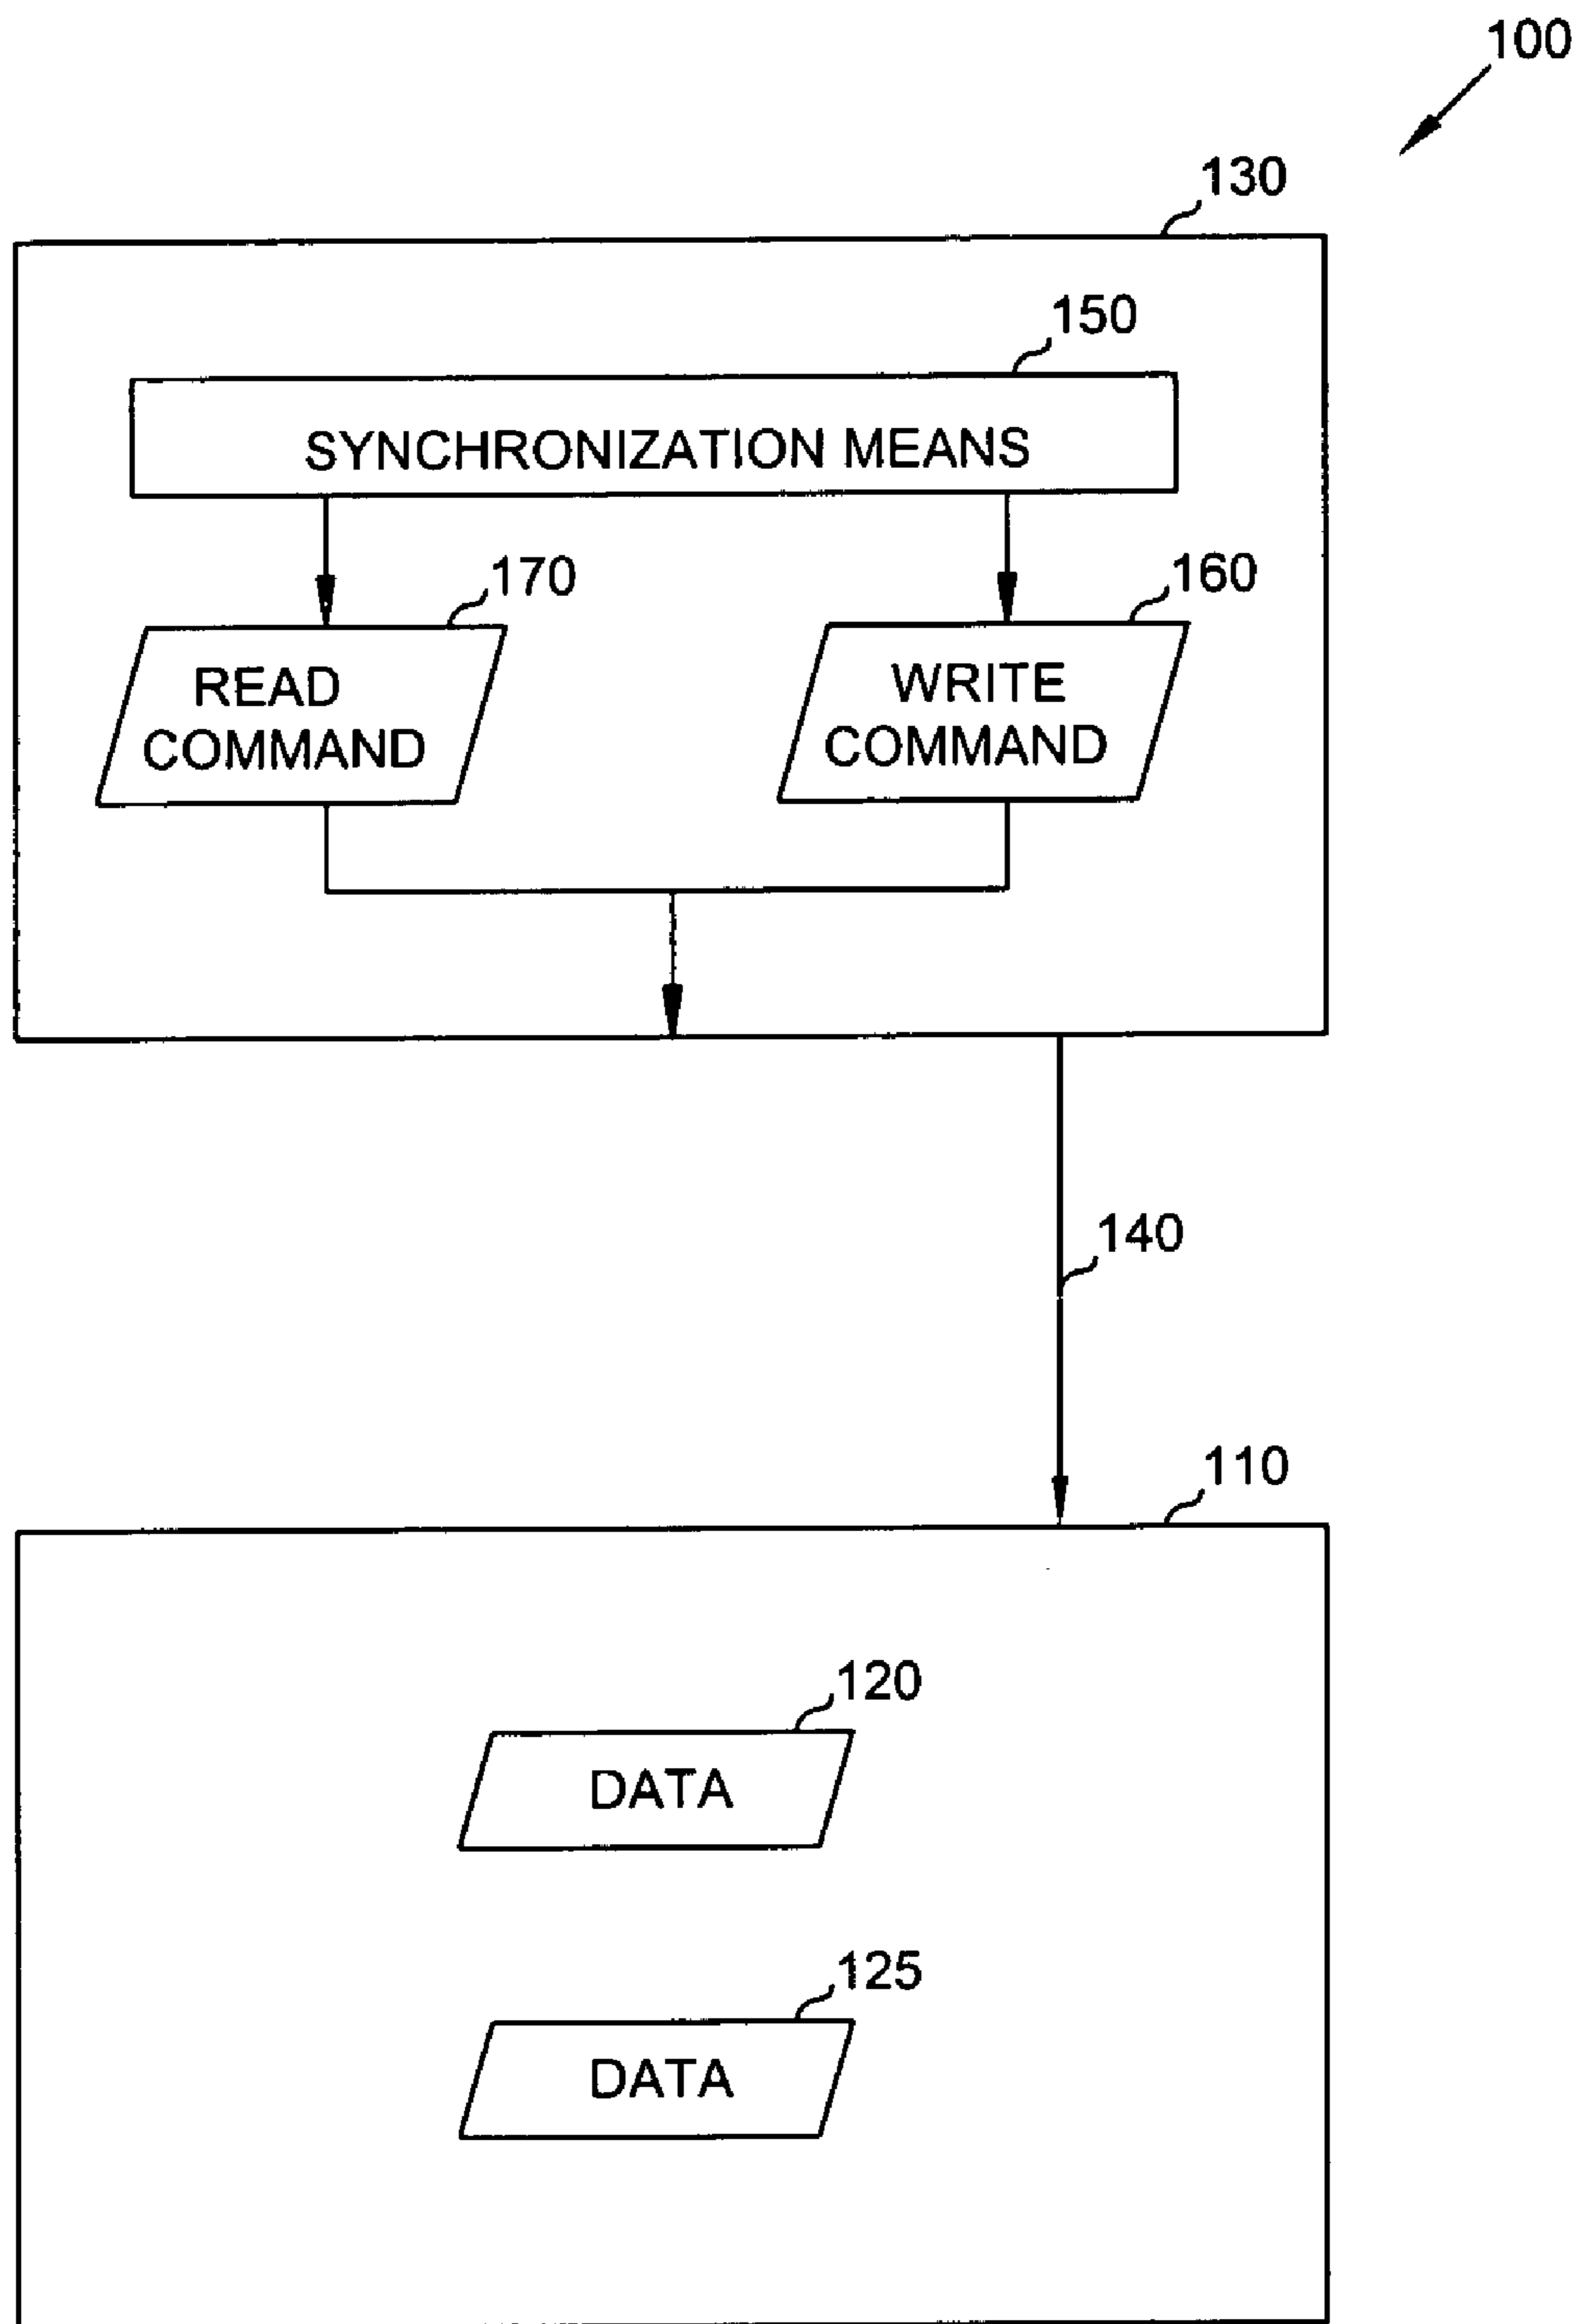 100
130
150
SYNCHRONIZATION MEANS
170
160
READ
COMMAND
WRITE
COMMAND
140
110
120
DATA
125
DATA